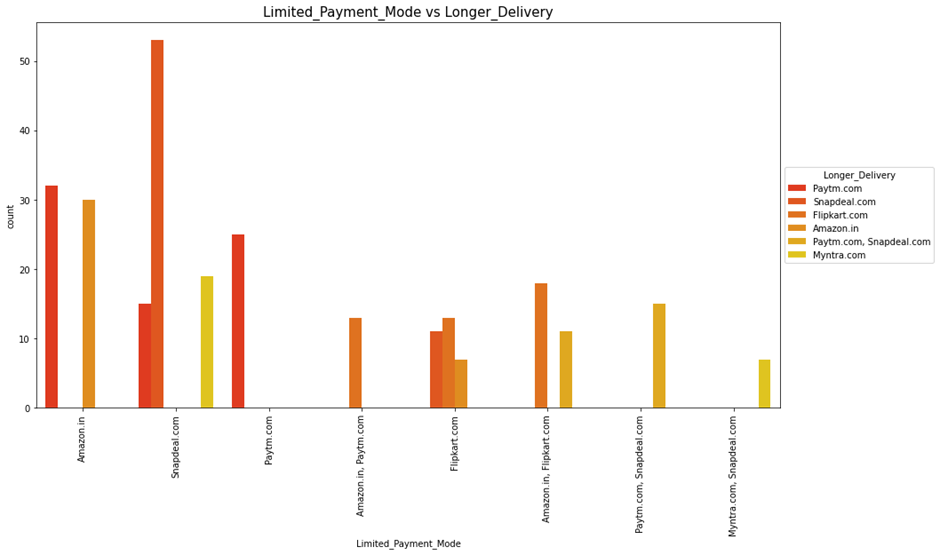 Limited_Payment_Mode vs Longer_Delivery
50
40
30
20
10
0
count
Amazon.in
Snapdeal.com
Paytm.com
Amazon.in, Paytm.com
Flipkart.com
Amazon.in, Flipkart.com
Paytm.com, Snapdeal.com
Myntra.com, Snapdeal.com
Limited_Payment_Mode
Longer_Delivery
Paytm.com
Snapdeal.com
Flipkart.com
Amazon.in
Paytm.com, Snapdeal.com
Myntra.com